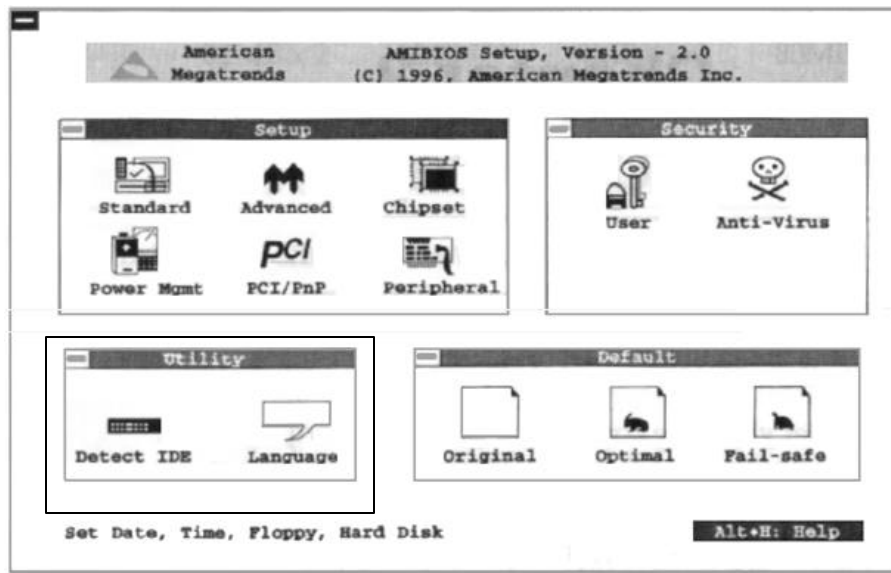 American AMIBIOS Setup, Version - 2.0
Megatrends (C) 1996, American Megatrends Inc.
Setup
Standard Advanced Chipset
PCI
Power Mgmt PCI/PnP Peripheral
Security
User Anti-Virus
Utility
Detect IDE Language
Default
Original Optimal Fail-safe
Set Date, Time, Floppy, Hard Disk
Alt+H: Help